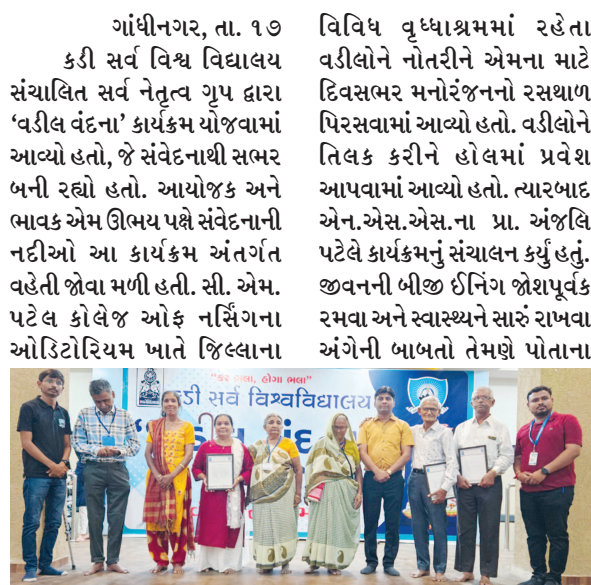 ગાંધીનગર, તા. ૧૭
કડી સર્વ વિશ્વ વિદ્યાલય
સંચાલિત સર્વ નેતૃત્વ ગૃપ દ્વારા
‘વડીલ વંદના’ કાર્યક્રમ યોજવામાં
આવ્યો હતો, જે સંવેદનાથી સભર
બની રહ્યો હતો. આયોજક અને
ભાવક એમ ઊભય પક્ષે સંવેદનાની
નદીઓ આ કાર્યક્રમ અંતર્ગત
વહેતી જોવા મળી હતી. સી. એમ.
પટેલ કોલેજ ઓફ નર્સિંગના
ઓડિટોરિયમ ખાતે જિલ્લાના
વિવિધ વૃધ્ધાશ્રમમાં રહેતા
વડીલોને નોતરીને એમના માટે
દિવસભર મનોરંજનનો રસથાળ
પિરસવામાં આવ્યો હતો. વડીલોને
તિલક કરીને હોલમાં પ્રવેશ
આપવામાં આવ્યો હતો. ત્યારબાદ
એન.એસ.એસ.ના પ્રા. અંજલિ
પટેલે કાર્યક્રમનું સંચાલન કર્યું હતું.
જીવનની બીજી ઈનિંગ જોશપૂર્વક
રમવા અને સ્વાસ્થ્યને સારું રાખવા
અંગેની બાબતો તેમણે પોતાના
"કર ભલા, હોગા ભલા"
કડી સર્વ વિશ્વવિદ્યાલય